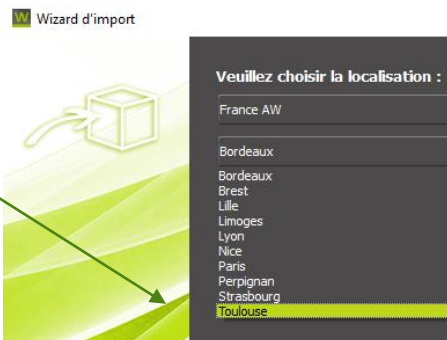 W Wizard d'import
Veuillez choisir la localisation :
France AW
Bordeaux
Bordeaux
Brest
Lille
Limoges
Lyon
Nice
Paris
Perpignan
Strasbourg
Toulouse